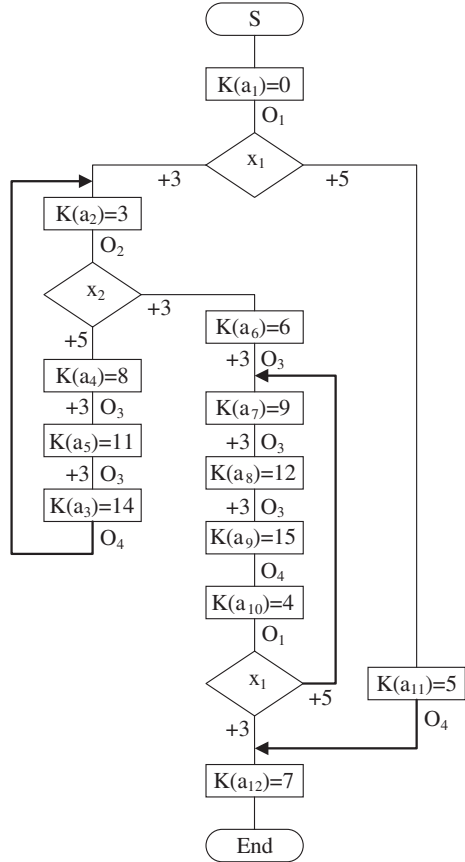 S
K(a₁)=0
O₁
x₁
+3
+5
K(a₂)=3
O₂
x₂
+3
+5
K(a₆)=6
+3 O₃
K(a₄)=8
+3 O₃
K(a₇)=9
K(a₅)=11
+3 O₃
+3 O₃
K(a₈)=12
K(a₃)=14
+3 O₃
O₄
K(a₉)=15
O₄
K(a₁₀)=4
O₁
x₁
+5
K(a₁₁)=5
+3
O₄
K(a₁₂)=7
End